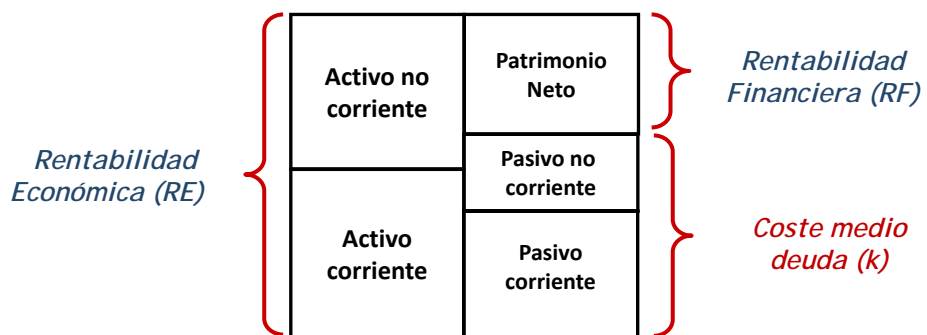 Rentabilidad
Económica (RE)
Activo no
corriente
Activo
corriente
Patrimonio
Neto
Pasivo no
corriente
Pasivo
corriente
Rentabilidad
Financiera (RF)
Coste medio
deuda (k)